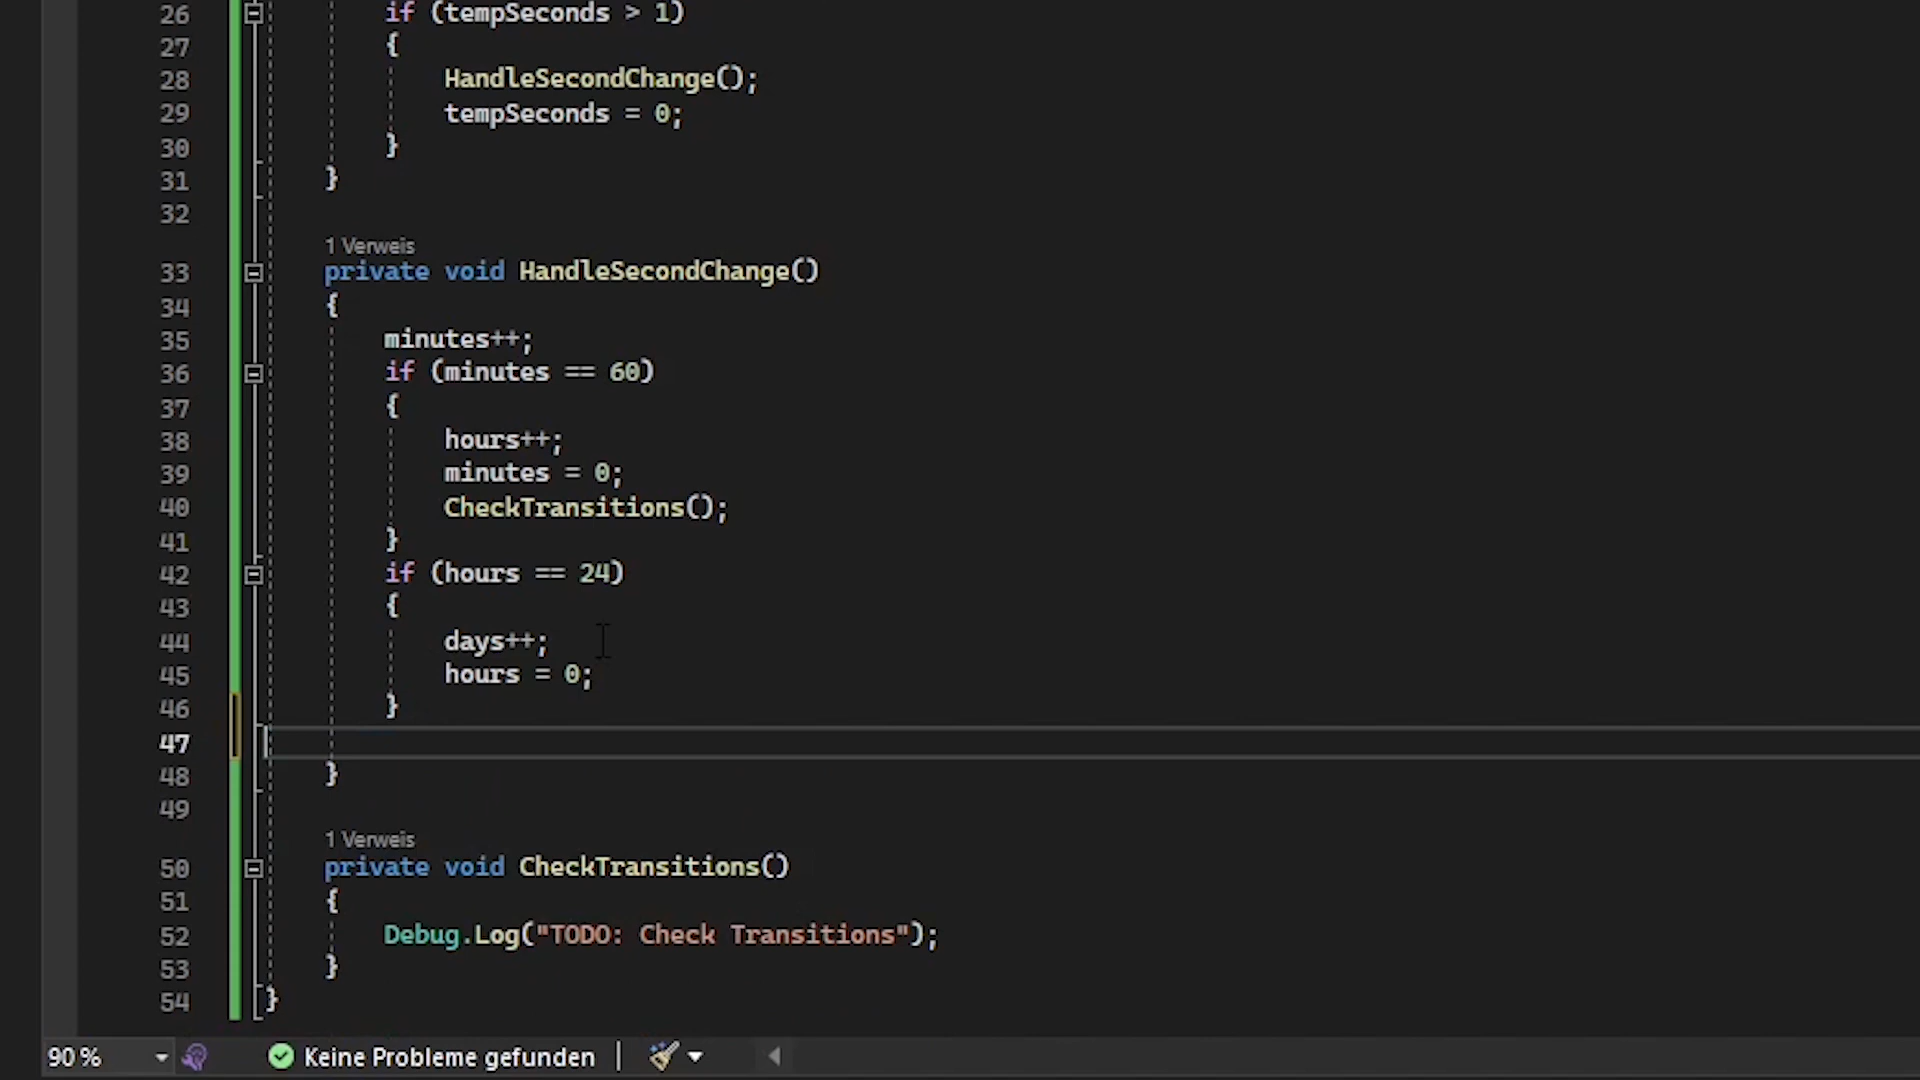 26 if (tempSeconds > 1)
27 {
28 HandleSecondChange();
29 tempSeconds = 0;
30 }
31 }
32
1 Verweis
33 private void HandleSecondChange()
34 {
35 minutes++;
36 if (minutes == 60)
37 {
38 hours++;
39 minutes = 0;
40 CheckTransitions();
41 }
42 if (hours == 24)
43 {
44 days++;
45 hours = 0;
46 }
47
48 }
49
1 Verweis
50 private void CheckTransitions()
51 {
52 Debug.Log("TODO: Check Transitions");
53 }
54 }
90 % Keine Probleme gefunden